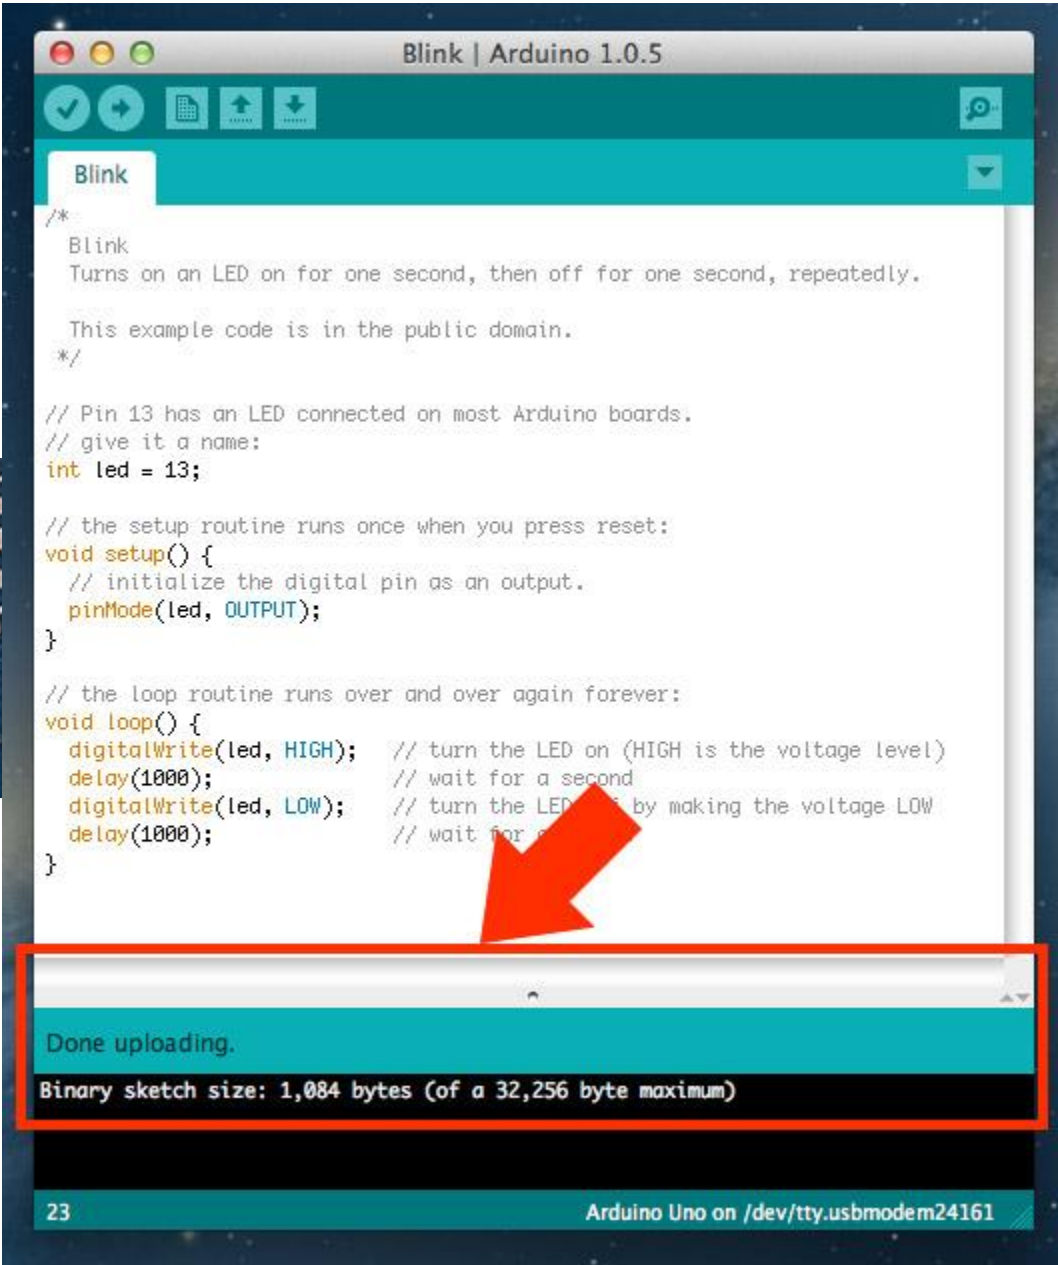 Blink | Arduino 1.0.5
Blink
/*
  Blink
  Turns on an LED on for one second, then off for one second, repeatedly.

  This example code is in the public domain.
 */

// Pin 13 has an LED connected on most Arduino boards.
// give it a name:
int led = 13;

// the setup routine runs once when you press reset:
void setup() {
  // initialize the digital pin as an output.
  pinMode(led, OUTPUT);
}

// the loop routine runs over and over again forever:
void loop() {
  digitalWrite(led, HIGH);   // turn the LED on (HIGH is the voltage level)
  delay(1000);               // wait for a second
  digitalWrite(led, LOW);    // turn the LED by making the voltage LOW
  delay(1000);               // wait for
}
Done uploading.
Binary sketch size: 1,084 bytes (of a 32,256 byte maximum)
23
Arduino Uno on /dev/tty.usbmodem24161